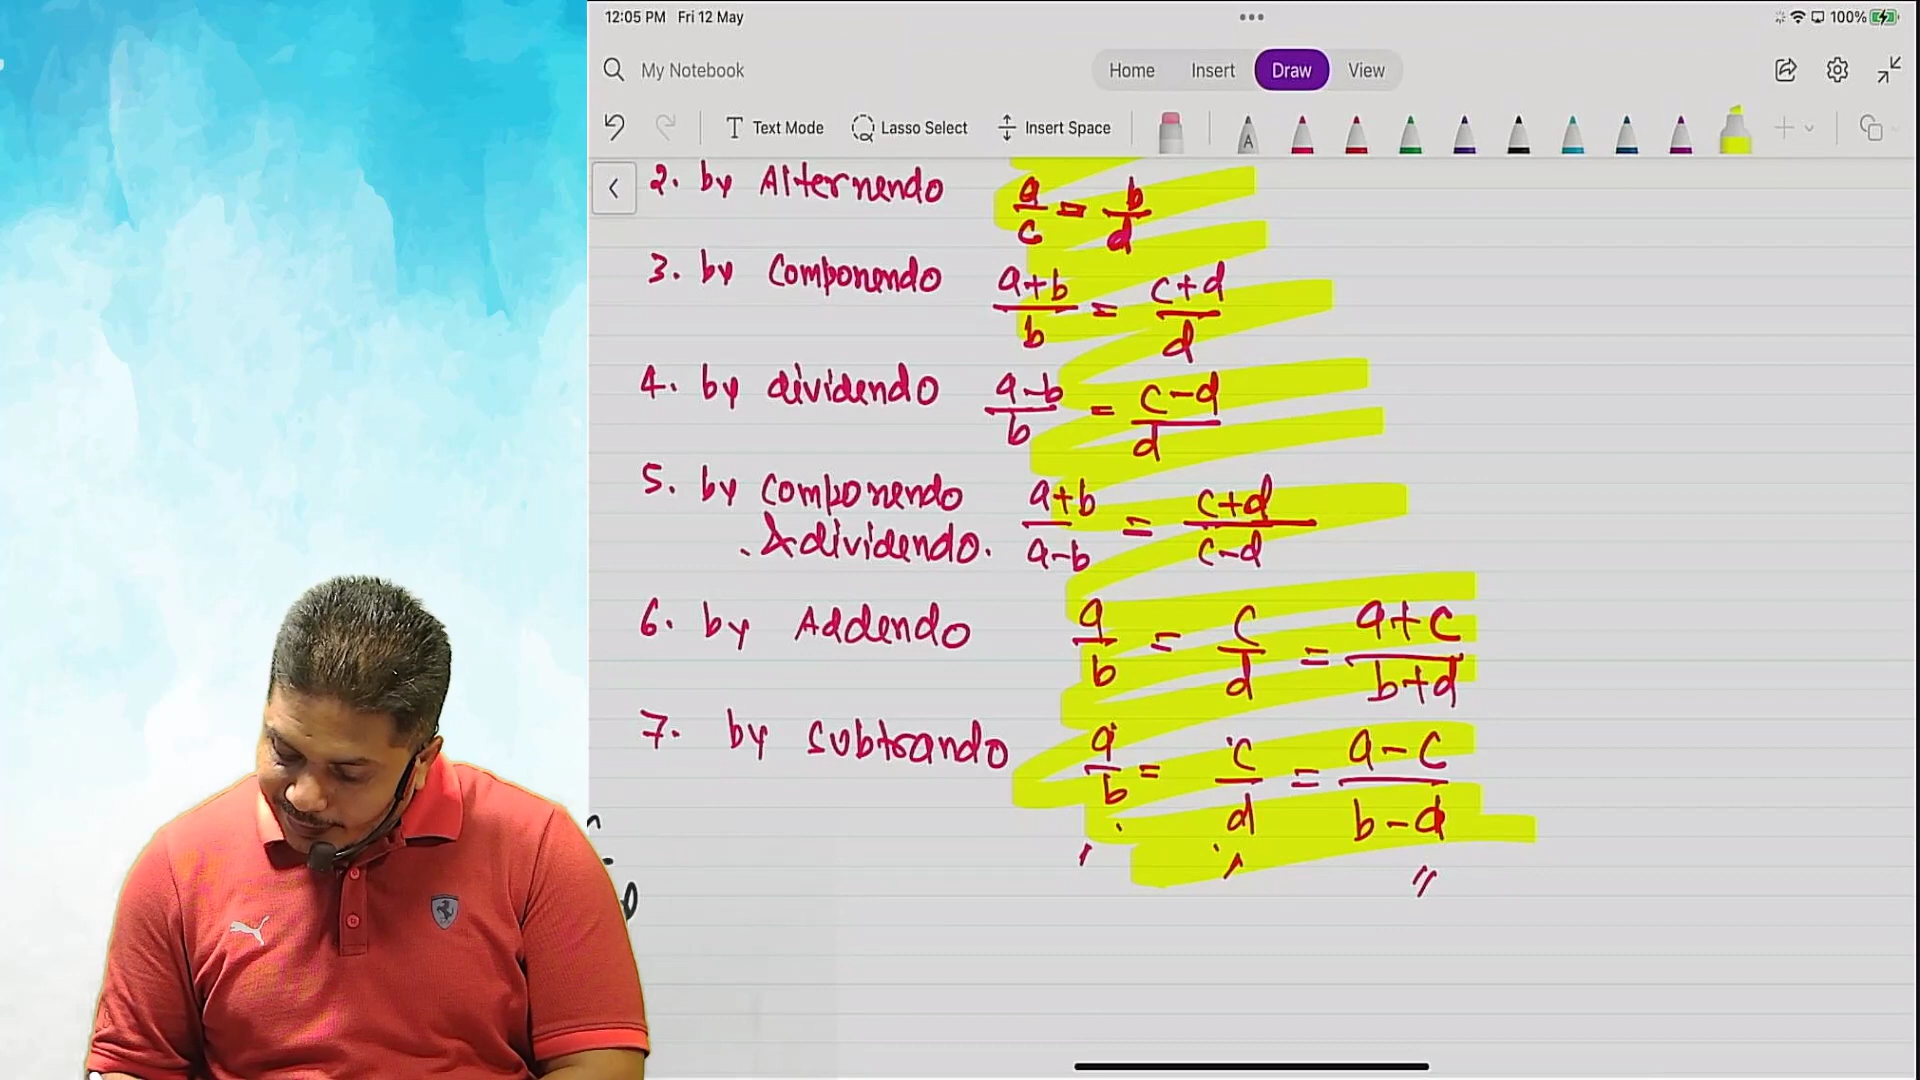 12:05 PM Fri 12 May
100%
My Notebook
Home Insert Draw View
T Text Mode Lasso Select Insert Space
A
2. by Alternendo a/c = b/d
3. by Componendo a+b/b = c+d/d
4. by dividendo a-b/b = c-d/d
5. by Componendo
& dividendo. a+b/a-b = c+d/c-d
6. by Addendo a/b = c/d = a+c/b+d
7. by Subtrando a/b = c/d = a-c/b-d
PUMA